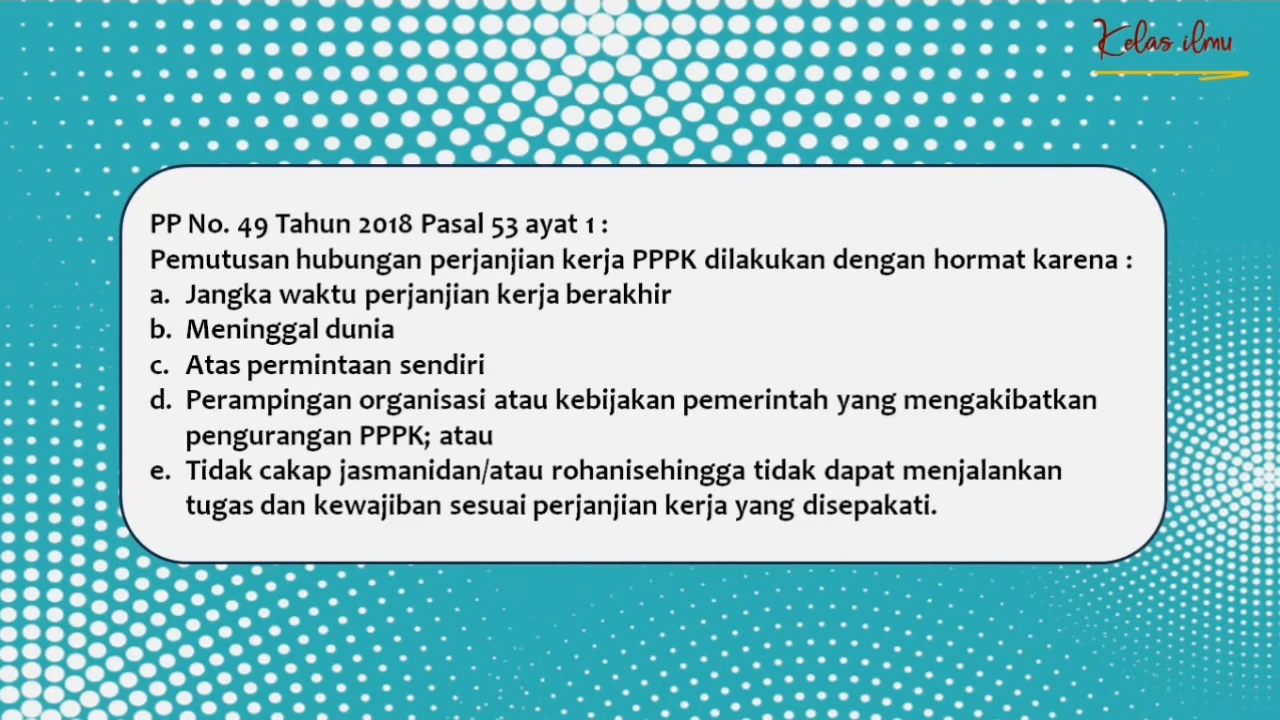 Kelas ilmu
PP No. 49 Tahun 2018 Pasal 53 ayat 1 :
Pemutusan hubungan perjanjian kerja PPPK dilakukan dengan hormat karena :
a. Jangka waktu perjanjian kerja berakhir
b. Meninggal dunia
c. Atas permintaan sendiri
d. Perampingan organisasi atau kebijakan pemerintah yang mengakibatkan
pengurangan PPPK; atau
e. Tidak cakap jasmanidan/atau rohanisehingga tidak dapat menjalankan
tugas dan kewajiban sesuai perjanjian kerja yang disepakati.